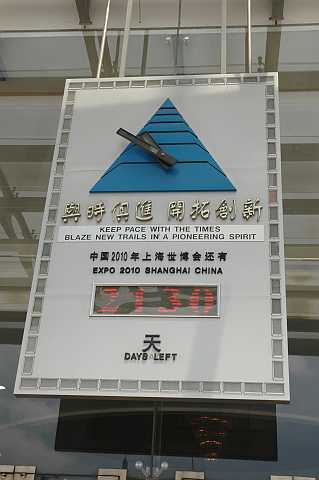 與時俱進 開拓創新
KEEP PACE WITH THE TIMES
BLAZE NEW TRAILS IN A PIONEERING SPIRIT
中国2010年上海世博会还有
EXPO 2010 SHANGHAI CHINA
2130
天
DAYS LEFT